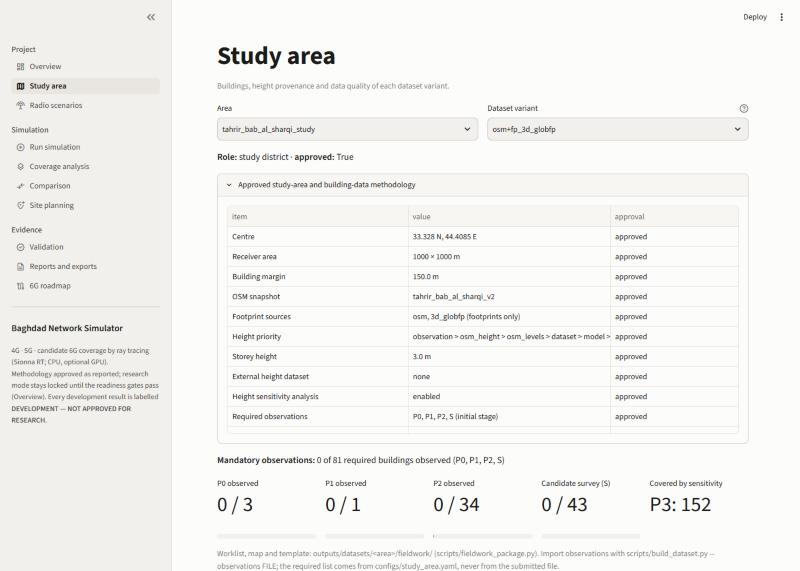 Deploy
Project
Overview
Study area
Radio scenarios
Simulation
Run simulation
Coverage analysis
Comparison
Site planning
Evidence
Validation
Reports and exports
6G roadmap
Baghdad Network Simulator
4G · 5G · candidate 6G coverage by ray tracing
(Sionna RT; CPU, optional GPU).
Methodology approved as reported; research
mode stays locked until the readiness gates pass
(Overview). Every development result is labelled
DEVELOPMENT — NOT APPROVED FOR
RESEARCH.
Study area
Buildings, height provenance and data quality of each dataset variant.
Area Dataset variant
tahrir_bab_al_sharqi_study osm+fp_3d_globfp
Role: study district · approved: True
Approved study-area and building-data methodology
item value approval
Centre 33.328 N, 44.4085 E approved
Receiver area 1000 × 1000 m approved
Building margin 150.0 m approved
OSM snapshot tahrir_bab_al_sharqi_v2 approved
Footprint sources osm, 3d_globfp (footprints only) approved
Height priority observation > osm_height > osm_levels > dataset > model > approved
Storey height 3.0 m approved
External height dataset none approved
Height sensitivity analysis enabled approved
Required observations P0, P1, P2, S (initial stage) approved
Mandatory observations: 0 of 81 required buildings observed (P0, P1, P2, S)
P0 observed P1 observed P2 observed Candidate survey (S) Covered by sensitivity
0 / 3 0 / 1 0 / 34 0 / 43 P3: 152
Worklist, map and template: outputs/datasets/<area>/fieldwork/ (scripts/fieldwork_package.py). Import observations with scripts/build_dataset.py --
observations FILE; the required list comes from configs/study_area.yaml, never from the submitted file.